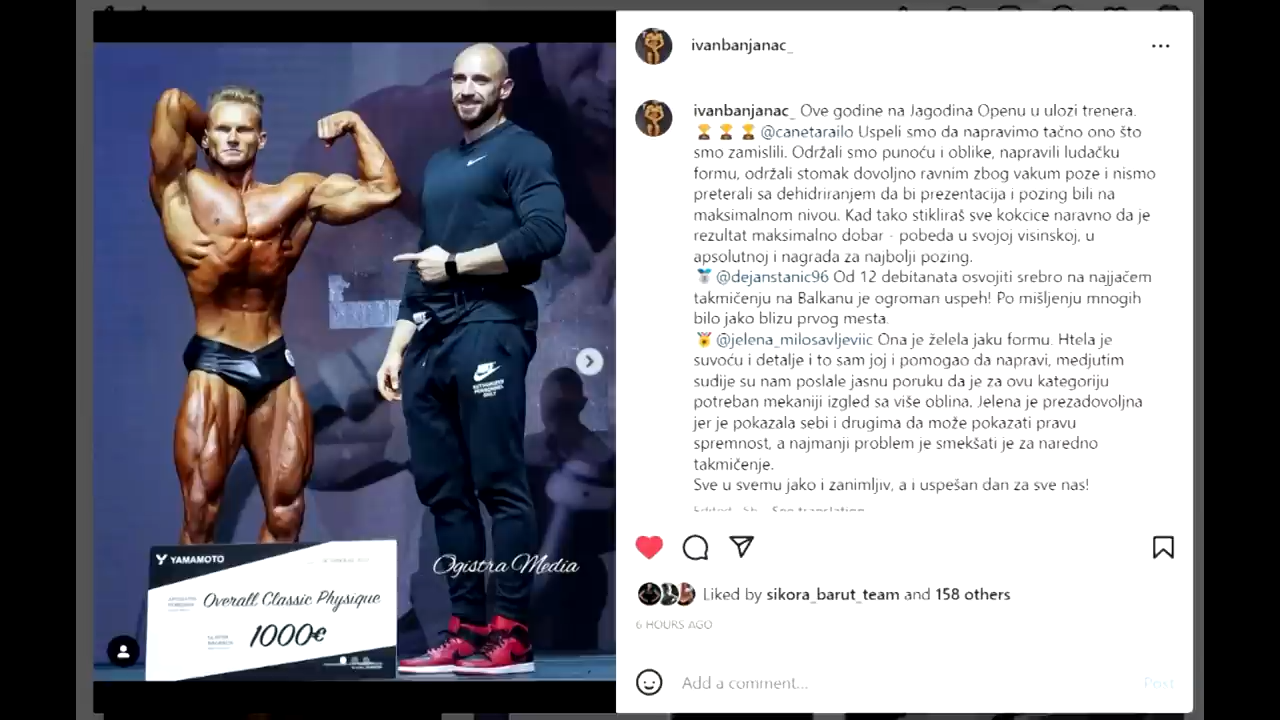 ivanbanjanac_
ivanbanjanac_ Ove godine na Jagodina Openu u ulozi trenera.
🏆 🏆 🏆 @canetarailo Uspeli smo da napravimo tačno ono što
smo zamislili. Održali smo punoću i oblike, napravili ludačku
formu, održali stomak dovoljno ravnim zbog vakum poze i nismo
preterali sa dehidriranjem da bi prezentacija i pozing bili na
maksimalnom nivou. Kad tako stikliraš sve kokcice naravno da je
rezultat maksimalno dobar - pobeda u svojoj visinskoj, u
apsolutnoj i nagrada za najbolji pozing.
🥈 @dejanstanic96 Od 12 debitanata osvojiti srebro na najjačem
takmičenju na Balkanu je ogroman uspeh! Po mišljenju mnogih
bilo jako blizu prvog mesta.
🏅 @jelena_milosavljeviic Ona je želela jaku formu. Htela je
suvoću i detalje i to sam joj i pomogao da napravi, medjutim
sudije su nam poslale jasnu poruku da je za ovu kategoriju
potreban mekaniji izgled sa više oblina. Jelena je prezadovoljna
jer je pokazala sebi i drugima da može pokazati pravu
spremnost, a najmanji problem je smekšati je za naredno
takmičenje.
Sve u svemu jako i zanimljiv, a i uspešan dan za sve nas!
See translation
Liked by sikora_barut_team and 158 others
6 HOURS AGO
Add a comment...
Post
YAMAMOTO
Overall Classic Physique
1000€
Ogistra Media